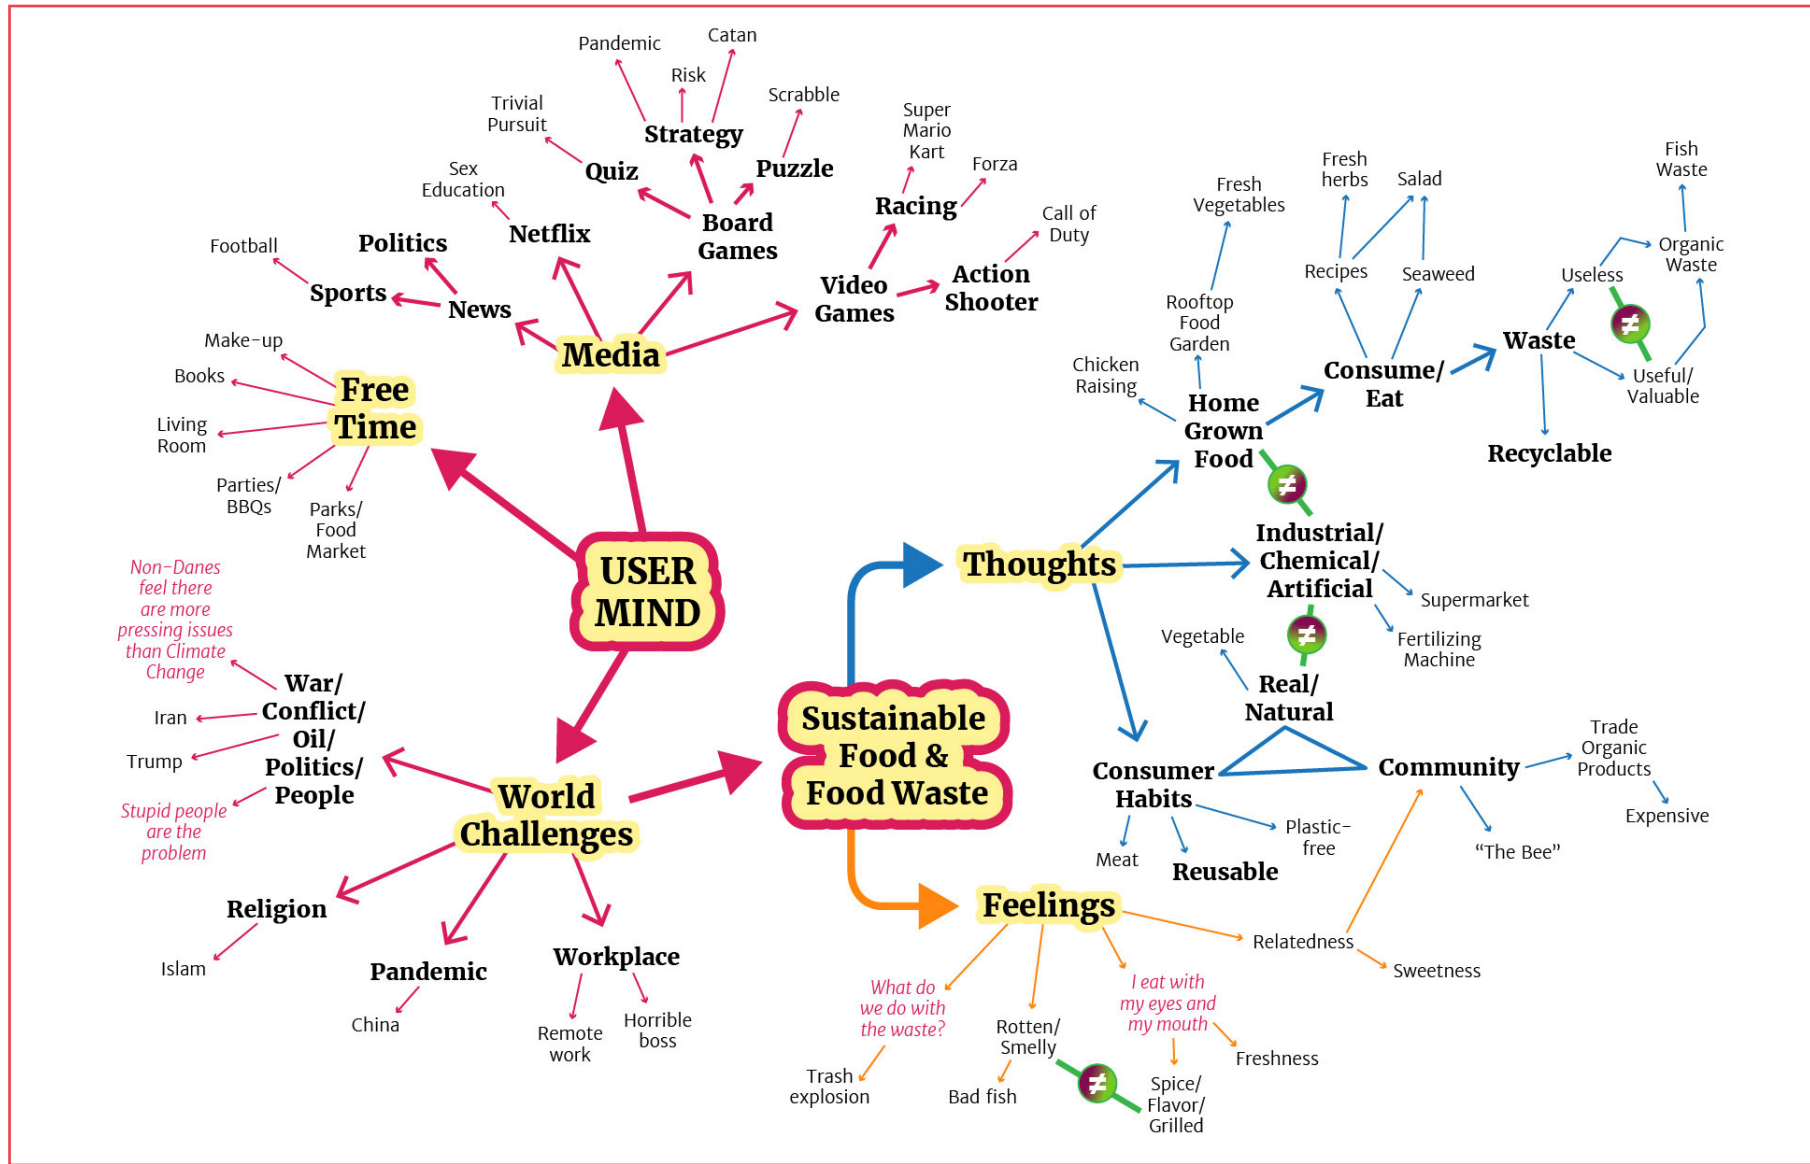 Pandemic
Catan
Risk
Scrabble
Trivial
Pursuit
Strategy
Quiz
Puzzle
Board
Games
Sex
Education
Netflix
Politics
Football
Sports
News
Super
Mario
Kart
Forza
Racing
Call of
Duty
Video
Games
Action
Shooter
Media
Make-up
Books
Living
Room
Parties/
BBQs
Parks/
Food
Market
Free
Time
USER
MIND
Non-Danes
feel there
are more
pressing issues
than Climate
Change
War/
Conflict/
Oil/
Politics/
People
Iran
Trump
Stupid people
are the
problem
World
Challenges
Religion
Islam
Pandemic
China
Workplace
Remote
work
Horrible
boss
Sustainable
Food &
Food Waste
Thoughts
Home
Grown
Food
Chicken
Raising
Rooftop
Food
Garden
Fresh
Vegetables
Consume/
Eat
Recipes
Fresh
herbs
Salad
Seaweed
Waste
Useless
Organic
Waste
Fish
Waste
≠
Useful/
Valuable
Recyclable
≠
Industrial/
Chemical/
Artificial
Supermarket
Fertilizing
Machine
≠
Vegetable
Real/
Natural
Consumer
Habits
Meat
Reusable
Plastic-
free
Community
Trade
Organic
Products
Expensive
“The Bee”
Feelings
Relatedness
Sweetness
What do
we do with
the waste?
Trash
explosion
Rotten/
Smelly
Bad fish
≠
I eat with
my eyes and
my mouth
Freshness
Spice/
Flavor/
Grilled